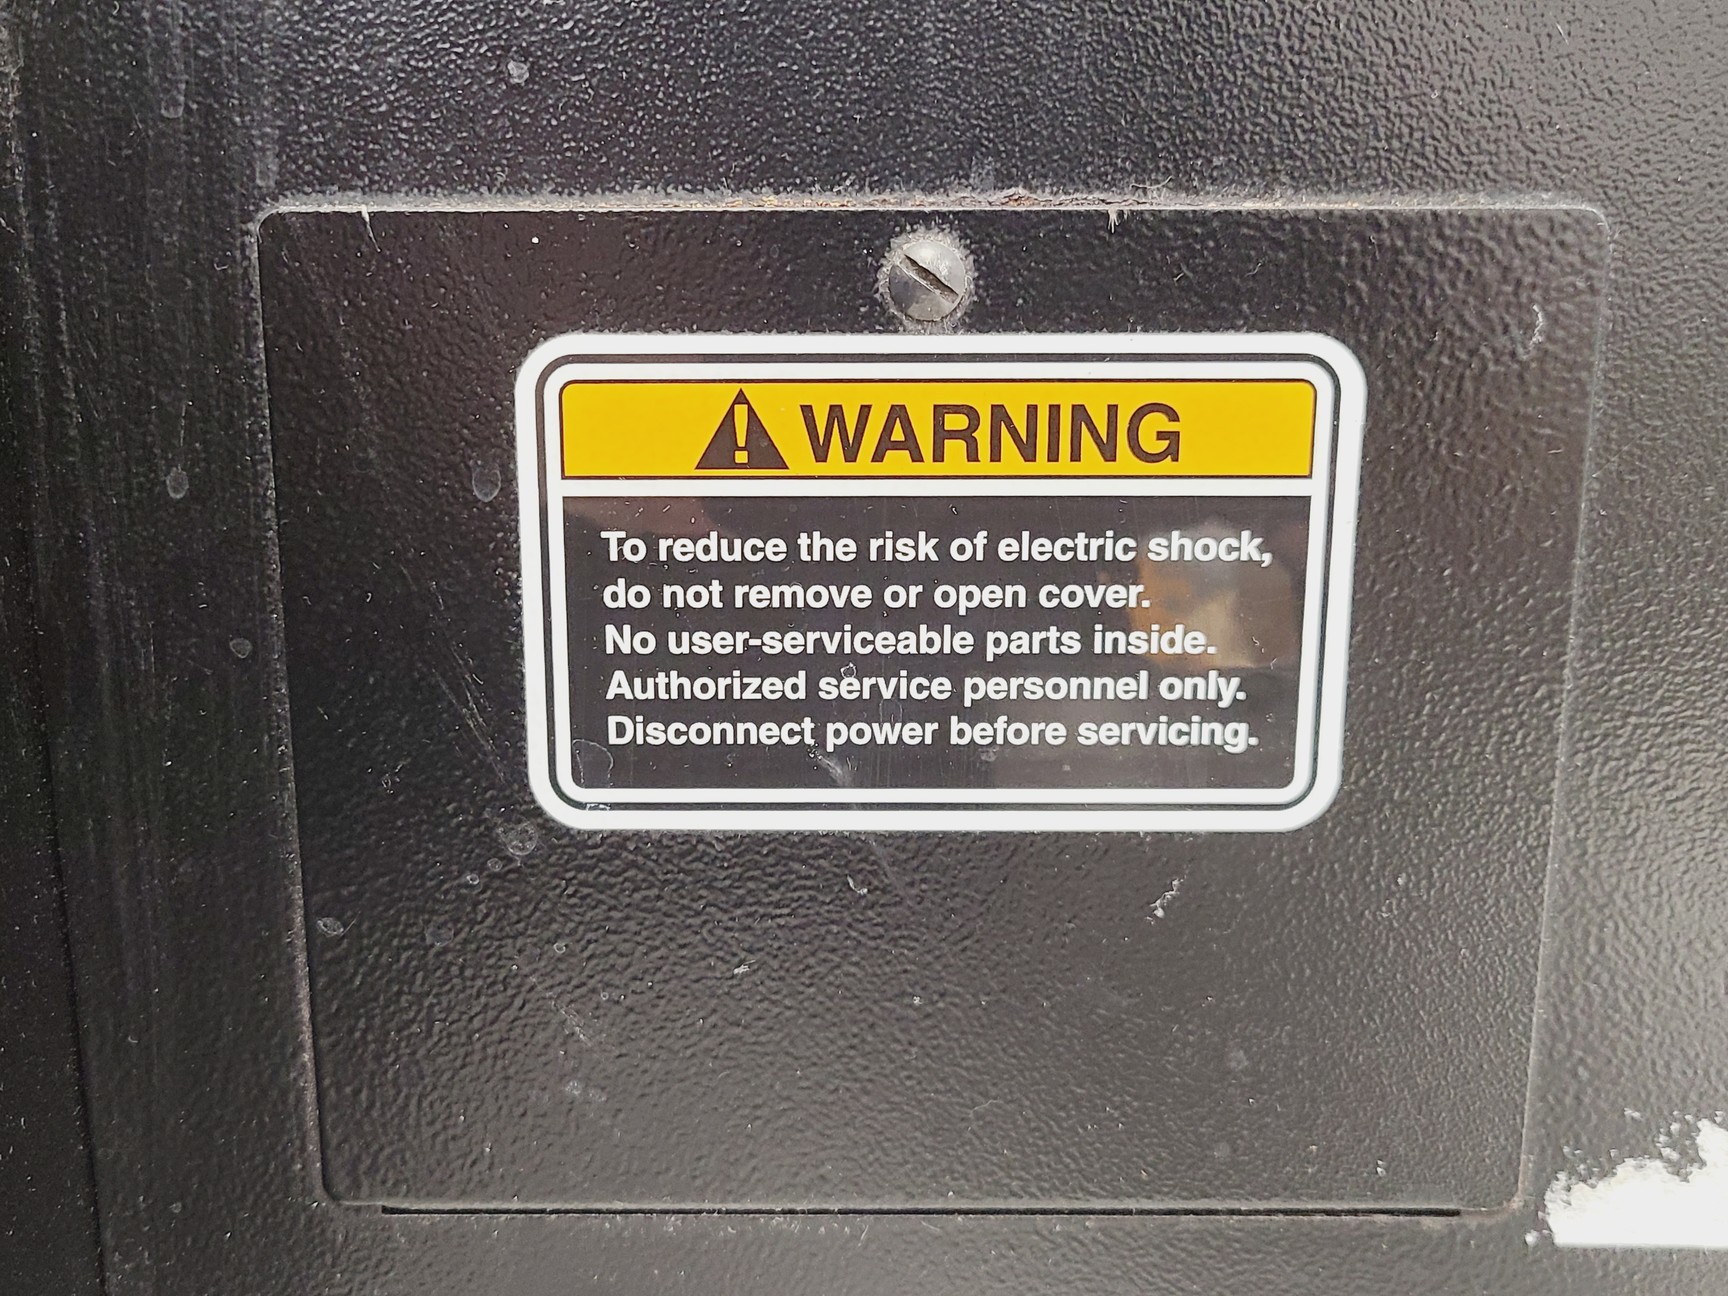 WARNING
To reduce the risk of electric shock,
do not remove or open cover.
No user-serviceable parts inside.
Authorized service personnel only.
Disconnect power before servicing.